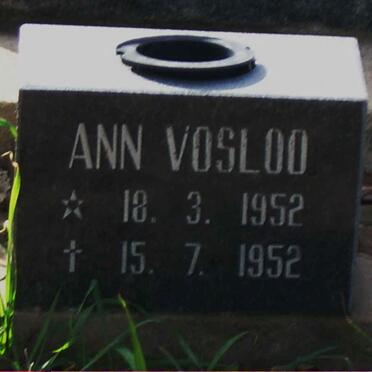 ANN VOSLOO
☆ 18. 3. 1952
† 15. 7. 1952